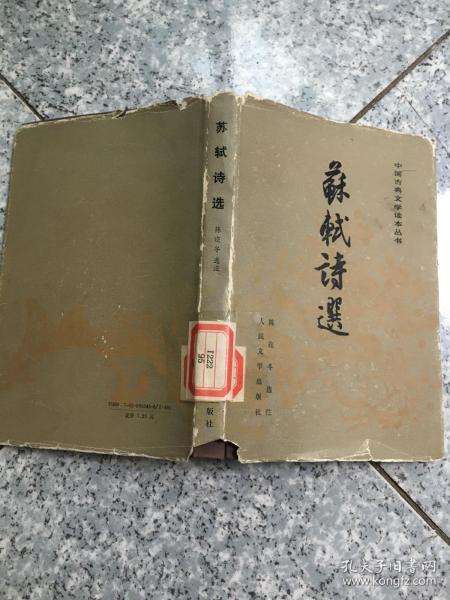 中国古典文学读本丛书
蘇軾詩選
陈迩冬选注
人民文学出版社
苏轼诗选
陈迩冬选注
I222
95
版社
孔夫子旧书网
www.kongfz.com